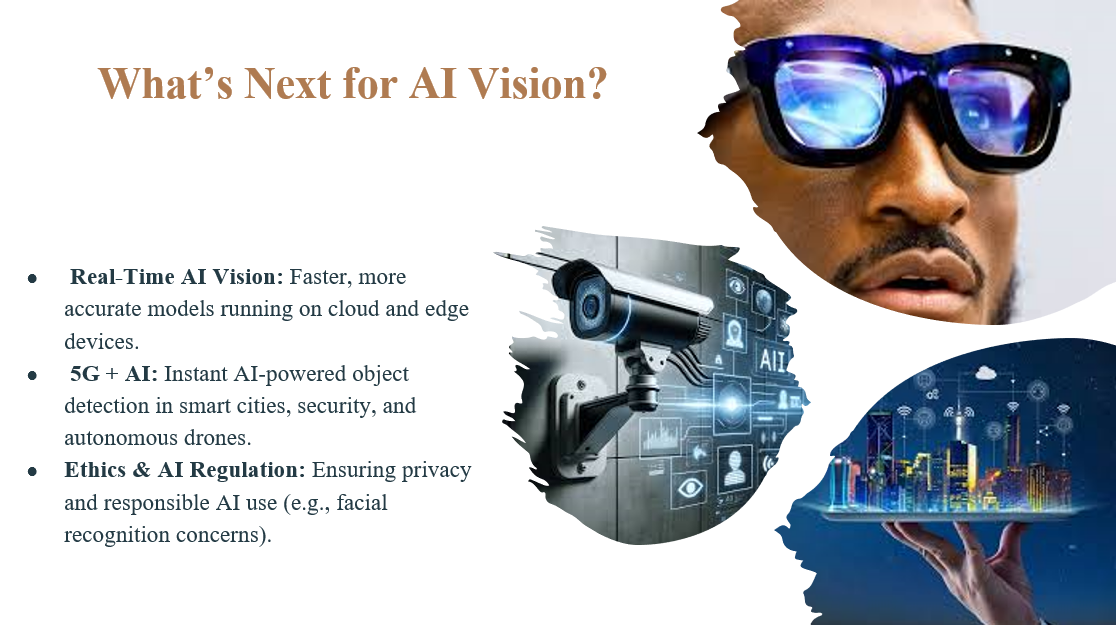 What’s Next for AI Vision?
● Real-Time AI Vision: Faster, more
accurate models running on cloud and edge
devices.
● 5G + AI: Instant AI-powered object
detection in smart cities, security, and
autonomous drones.
● Ethics & AI Regulation: Ensuring privacy
and responsible AI use (e.g., facial
recognition concerns).
AI